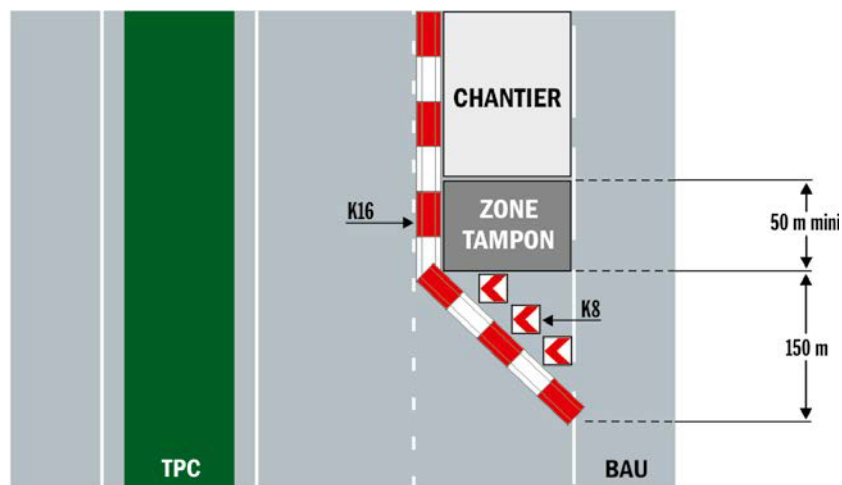 CHANTIER
K16
ZONE
TAMPON
50 m mini
K8
150 m
TPC
BAU